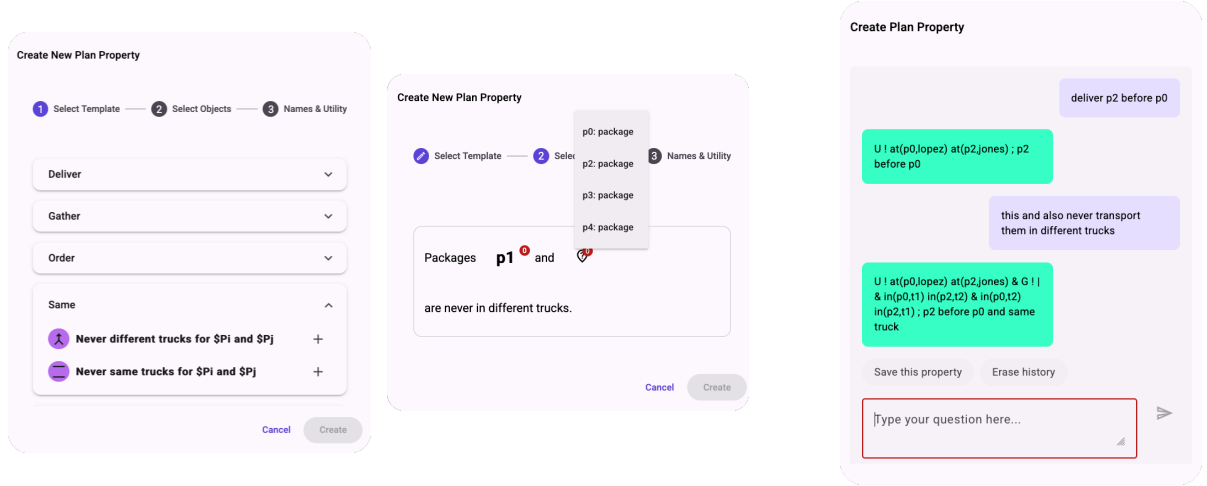 Create New Plan Property
1 Select Template 2 Select Objects 3 Names & Utility
Deliver
Gather
Order
Same
Never different trucks for $Pi and $Pj
Never same trucks for $Pi and $Pj
Cancel Create
Create New Plan Property
Select Template 2 Selec 3 Names & Utility
p0: package
p2: package
p3: package
p4: package
Packages p1 0 and 0
are never in different trucks.
Cancel Create
Create Plan Property
deliver p2 before p0
U ! at(p0,lopez) at(p2,jones) ; p2
before p0
this and also never transport
them in different trucks
U ! at(p0,lopez) at(p2,jones) & G ! |
& in(p0,t1) in(p2,t2) & in(p0,t2)
in(p2,t1) ; p2 before p0 and same
truck
Save this property Erase history
Type your question here...